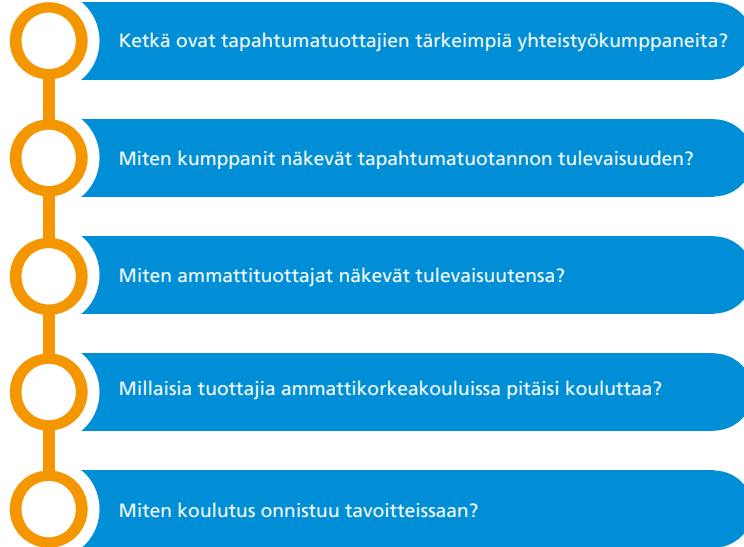 Ketkä ovat tapahtumatuottajien tärkeimpiä yhteistyökumppaneita?
Miten kumppanit näkevät tapahtumatuotannon tulevaisuuden?
Miten ammattituottajat näkevät tulevaisuutensa?
Millaisia tuottajia ammattikorkeakouluissa pitäisi kouluttaa?
Miten koulutus onnistuu tavoitteissaan?